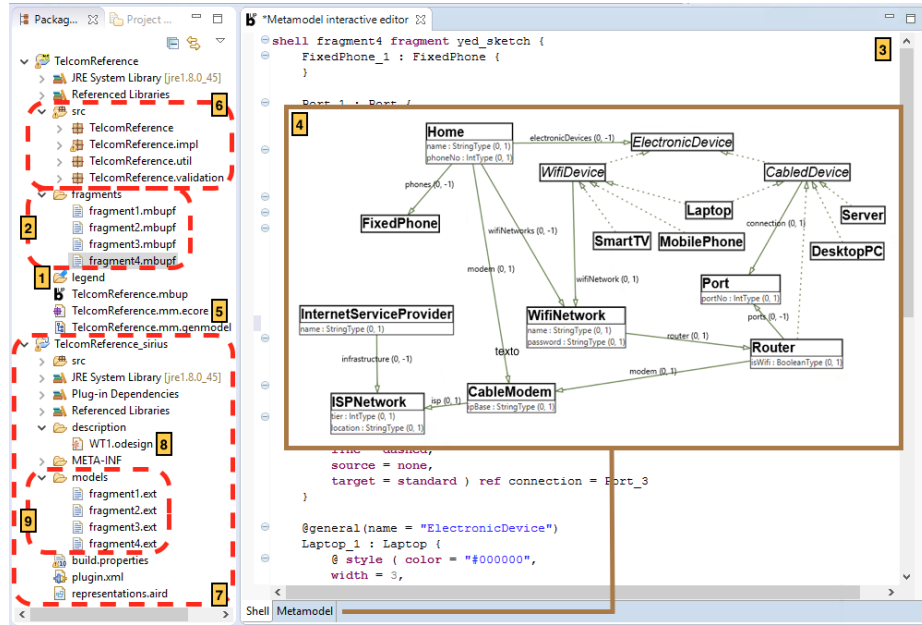 Packag...
Project ...
TelcomReference
JRE System Library [jre1.8.0_45]
Referenced Libraries
6
src
TelcomReference
TelcomReference.impl
TelcomReference.util
TelcomReference.validation
fragments
2
fragment1.mbupf
fragment2.mbupf
fragment3.mbupf
fragment4.mbupf
1
legend
TelcomReference.mbup
TelcomReference.mm.ecore
5
TelcomReference.mm.genmodel
TelcomReference_sirius
src
JRE System Library [jre1.8.0_45]
Plug-in Dependencies
Referenced Libraries
description
WT1.odesign
8
META-INF
models
9
fragment1.ext
fragment2.ext
fragment3.ext
fragment4.ext
build.properties
plugin.xml
representations.aird
7
*Metamodel interactive editor
3
shell fragment4 fragment yed_sketch {
FixedPhone_1 : FixedPhone {
}
Port_1 : Port {
4
Home
name : StringType (0, 1)
phoneNo : IntType (0, 1)
electronicDevices (0, -1)
ElectronicDevice
WifiDevice
CabledDevice
phones (0, -1)
FixedPhone
wifiNetworks (0, -1)
Laptop
connection (0, 1)
Server
SmartTV
MobilePhone
DesktopPC
modem (0, 1)
wifiNetwork (0, 1)
Port
portNo : IntType (0, 1)
InternetServiceProvider
name : StringType (0, 1)
WifiNetwork
name : StringType (0, 1)
password : StringType (0, 1)
ports (0, -1)
router (0, 1)
Router
isWifi : BooleanType (0, 1)
texto
infrastructure (0, -1)
modem (0, 1)
CableModem
ipBase : StringType (0, 1)
isp (0, 1)
ISPNetwork
tier : IntType (0, 1)
location : StringType (0, 1)
line = dashed,
source = none,
target = standard ) ref connection = Port_3
}
@general(name = "ElectronicDevice")
Laptop_1 : Laptop {
@ style ( color = "#000000",
width = 3,
Shell
Metamodel